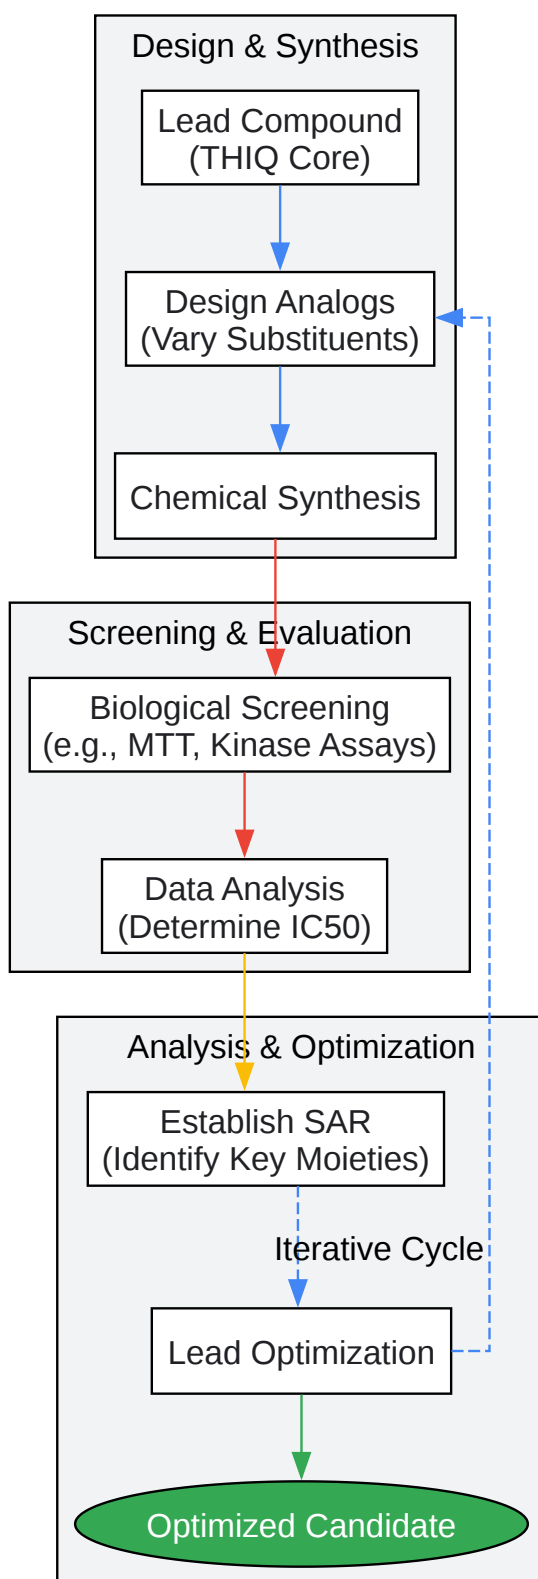 Design & Synthesis
Lead Compound
(THIQ Core)
Design Analogs
(Vary Substituents)
Chemical Synthesis
Screening & Evaluation
Biological Screening
(e.g., MTT, Kinase Assays)
Data Analysis
(Determine IC50)
Analysis & Optimization
Establish SAR
(Identify Key Moieties)
Iterative Cycle
Lead Optimization
Optimized Candidate